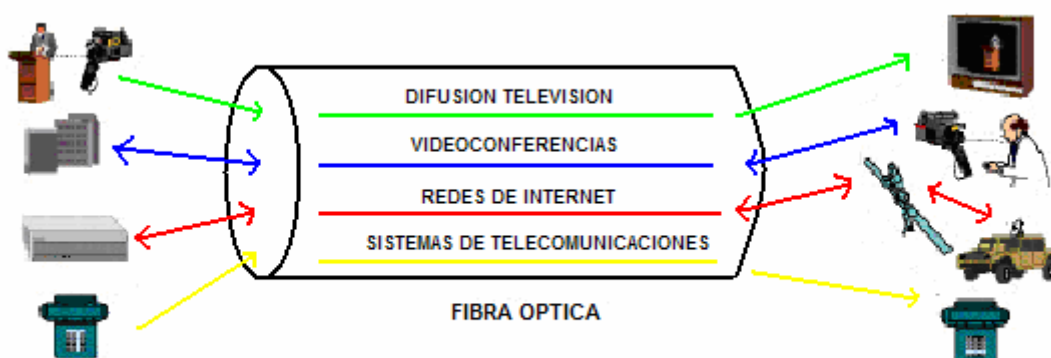 DIFUSION TELEVISION
VIDEOCONFERENCIAS
REDES DE INTERNET
SISTEMAS DE TELECOMUNICACIONES
FIBRA OPTICA